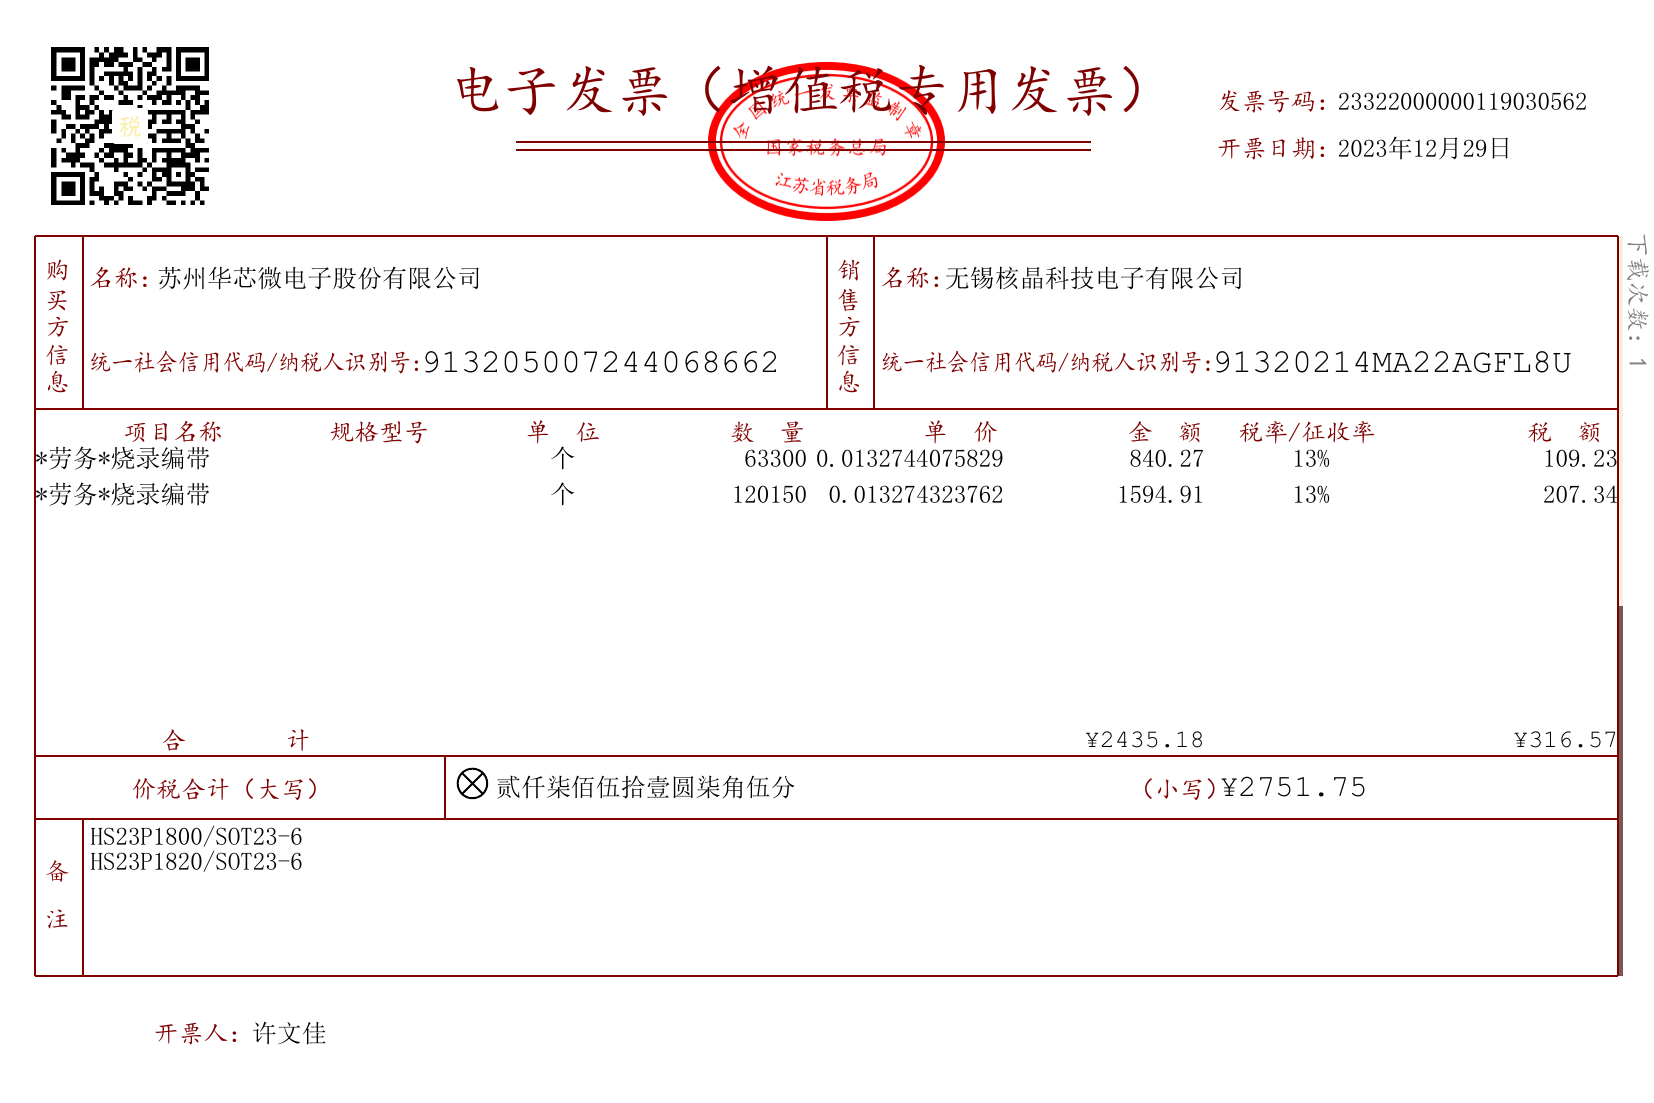 电子发票（增值税专用发票）
发票号码：23322000000119030562
开票日期：2023年12月29日
税
全国统一发票监制章
国家税务总局
江苏省税务局
下载次数：1
购买方信息
名称：苏州华芯微电子股份有限公司
统一社会信用代码/纳税人识别号:913205007244068662
销售方信息
名称：无锡核晶科技电子有限公司
统一社会信用代码/纳税人识别号:91320214MA22AGFL8U
项目名称 规格型号 单 位 数 量 单 价 金 额 税率/征收率 税 额
*劳务*烧录编带 个 63300 0.0132744075829 840.27 13% 109.23
*劳务*烧录编带 个 120150 0.013274323762 1594.91 13% 207.34
合 计 ¥2435.18 ¥316.57
价税合计（大写） 贰仟柒佰伍拾壹圆柒角伍分 （小写）¥2751.75
备注
HS23P1800/SOT23-6
HS23P1820/SOT23-6
开票人：许文佳